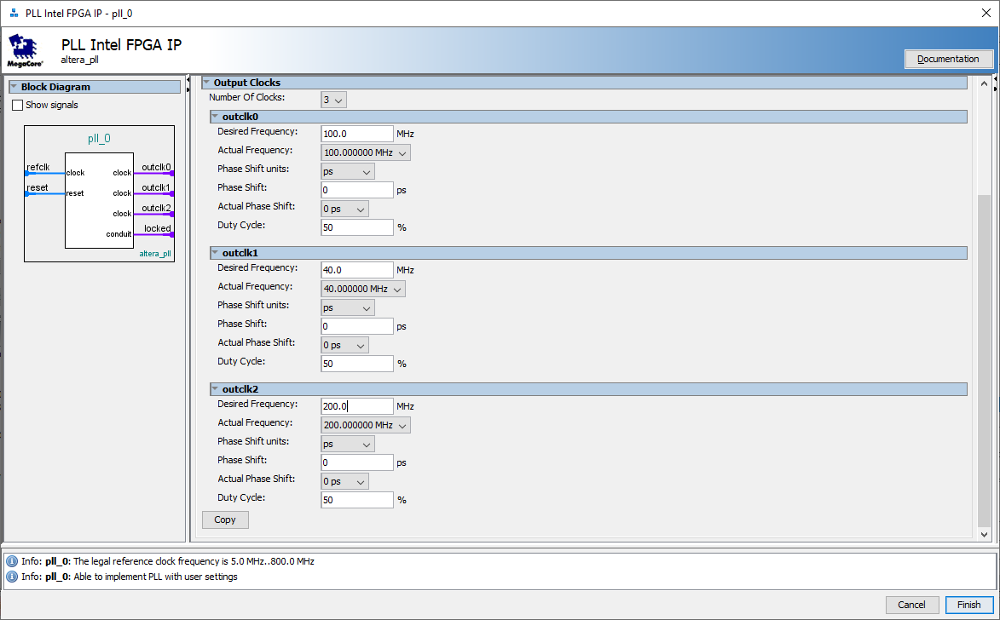 PLL Intel FPGA IP - pll_0
MegaCore®
PLL Intel FPGA IP
altera_pll
Documentation
Block Diagram
Show signals
pll_0
refclk
clock
clock
outclk0
reset
reset
clock
outclk1
clock
outclk2
conduit
locked
altera_pll
Output Clocks
Number Of Clocks: 3
outclk0
Desired Frequency: 100.0 MHz
Actual Frequency: 100.000000 MHz
Phase Shift units: ps
Phase Shift: 0 ps
Actual Phase Shift: 0 ps
Duty Cycle: 50 %
outclk1
Desired Frequency: 40.0 MHz
Actual Frequency: 40.000000 MHz
Phase Shift units: ps
Phase Shift: 0 ps
Actual Phase Shift: 0 ps
Duty Cycle: 50 %
outclk2
Desired Frequency: 200.0 MHz
Actual Frequency: 200.000000 MHz
Phase Shift units: ps
Phase Shift: 0 ps
Actual Phase Shift: 0 ps
Duty Cycle: 50 %
Copy
Info: pll_0: The legal reference clock frequency is 5.0 MHz..800.0 MHz
Info: pll_0: Able to implement PLL with user settings
Cancel
Finish